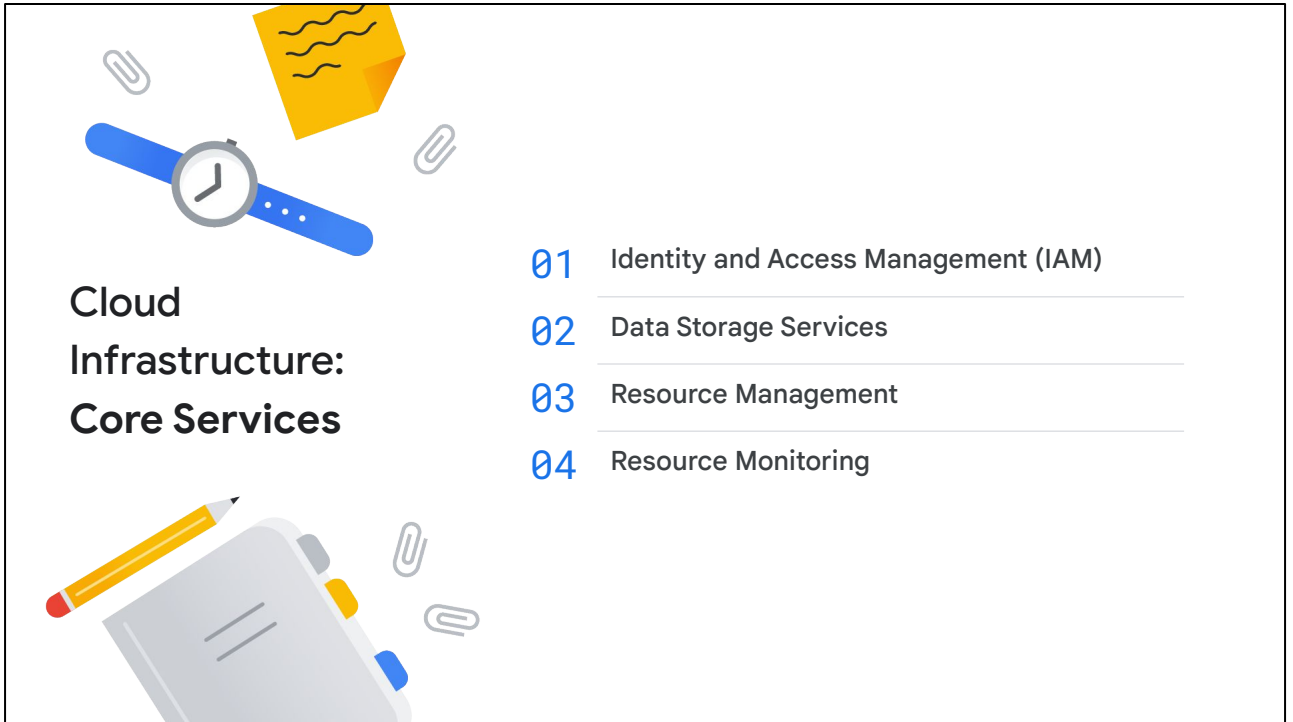 Cloud
Infrastructure:
Core Services
01 Identity and Access Management (IAM)
02 Data Storage Services
03 Resource Management
04 Resource Monitoring